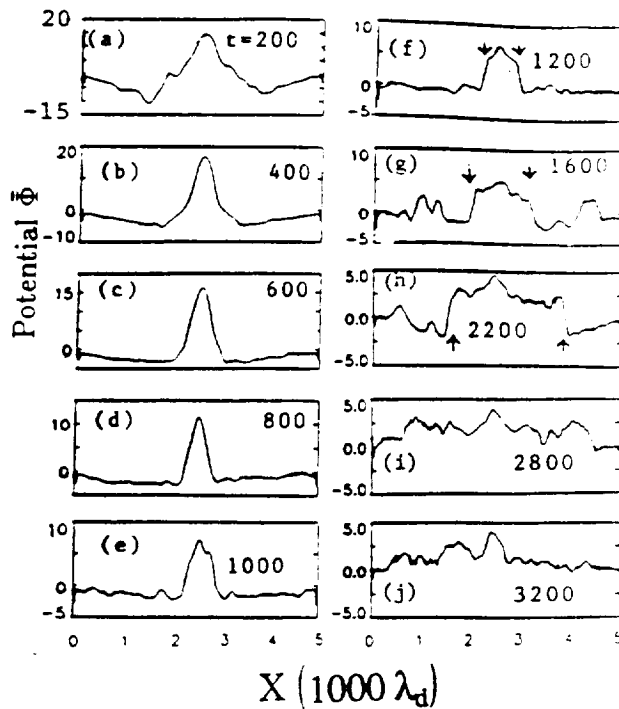 Potential Φ̄
20
(a)
t=200
-15
20
(b)
400
0
-10
15
(c)
600
0
10
(d)
800
0
10
(e)
1000
0
-5
0 1 2 3 4 5
10
(f)
1200
0
-5
10
(g)
1600
0
-5
5.0
(h)
0.0
2200
-5.0
5.0
0.0
(i)
2800
-5.0
5.0
0.0
(j)
3200
-5.0
0 1 2 3 4 5
X (1000 λd)